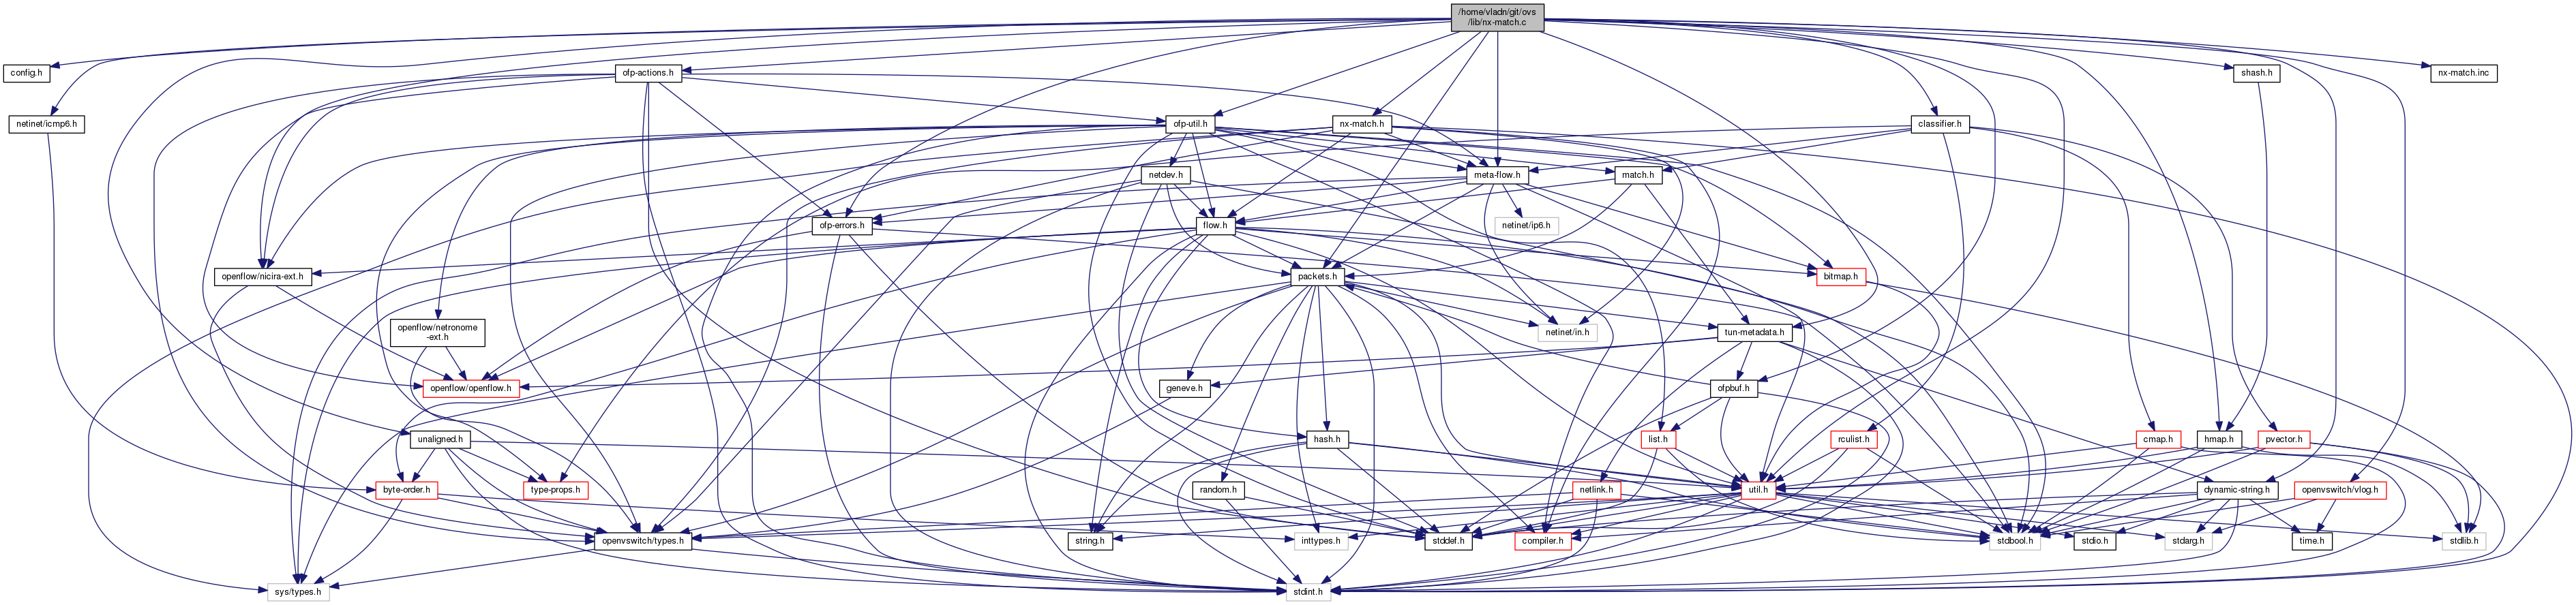 /home/vladn/git/ovs
/lib/nx-match.c
config.h
ofp-actions.h
shash.h
nx-match.inc
netinet/icmp6.h
ofp-util.h
nx-match.h
classifier.h
netdev.h
meta-flow.h
match.h
ofp-errors.h
flow.h
netinet/ip6.h
openflow/nicira-ext.h
packets.h
bitmap.h
openflow/netronome
-ext.h
netinet/in.h
tun-metadata.h
openflow/openflow.h
geneve.h
ofpbuf.h
unaligned.h
hash.h
list.h
rculist.h
cmap.h
hmap.h
pvector.h
byte-order.h
type-props.h
random.h
netlink.h
util.h
dynamic-string.h
openvswitch/vlog.h
openvswitch/types.h
inttypes.h
string.h
stddef.h
compiler.h
stdbool.h
stdio.h
stdarg.h
time.h
stdlib.h
sys/types.h
stdint.h